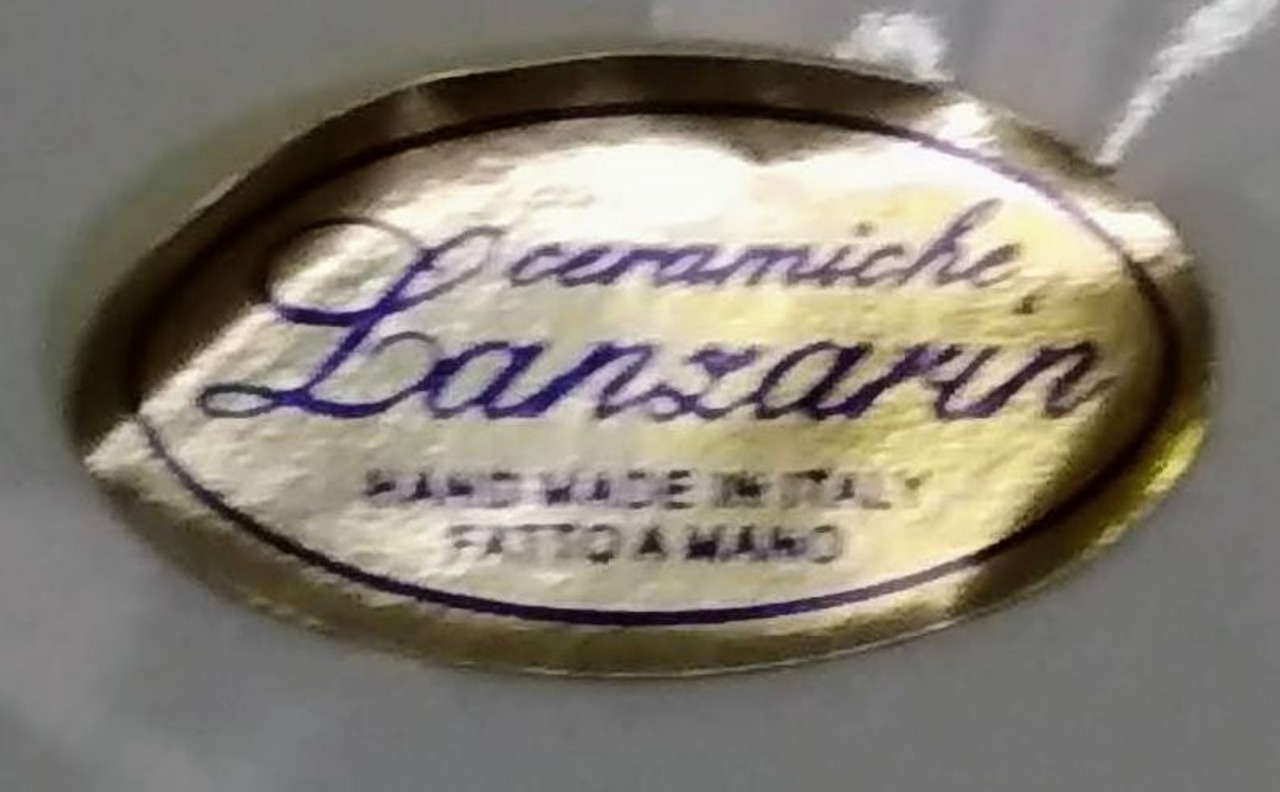 ceramiche
Lanzarin
HAND MADE IN ITALY
FATTO A MANO